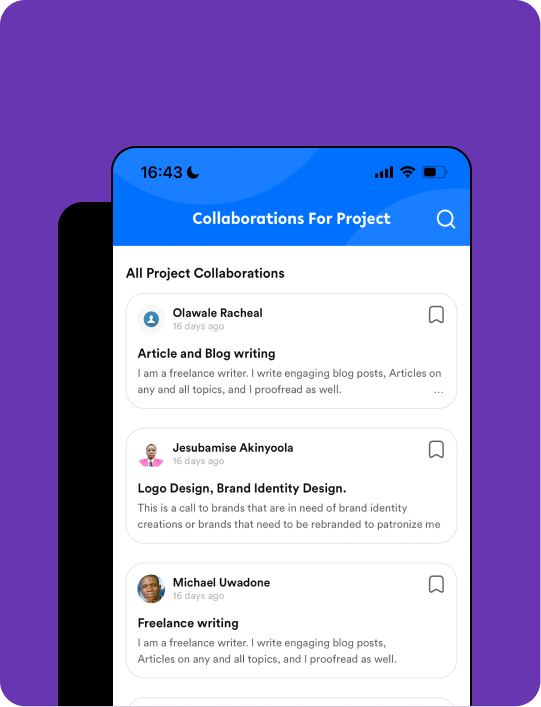 16:43
Collaborations For Project
All Project Collaborations
Olawale Racheal
16 days ago
Article and Blog writing
I am a freelance writer. I write engaging blog posts, Articles on
any and all topics, and I proofread as well.
...
Jesubamise Akinyoola
16 days ago
Logo Design, Brand Identity Design.
This is a call to brands that are in need of brand identity
creations or brands that need to be rebranded to patronize me
Michael Uwadone
16 days ago
Freelance writing
I am a freelance writer. I write engaging blog posts,
Articles on any and all topics, and I proofread as well.